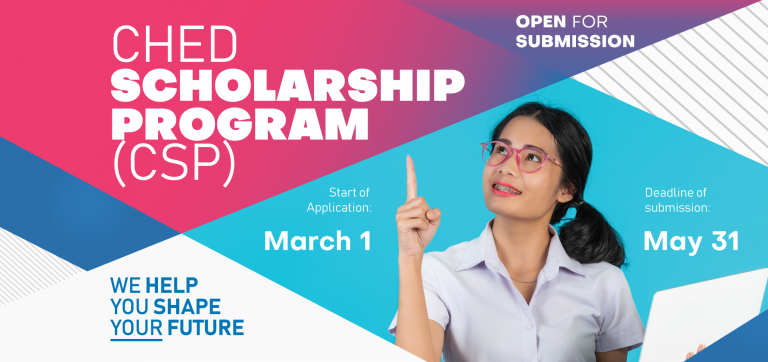 CHED
SCHOLARSHIP
PROGRAM
(CSP)
OPEN FOR
SUBMISSION
Start of
Application:
March 1
Deadline of
submission:
May 31
WE HELP
YOU SHAPE
YOUR FUTURE